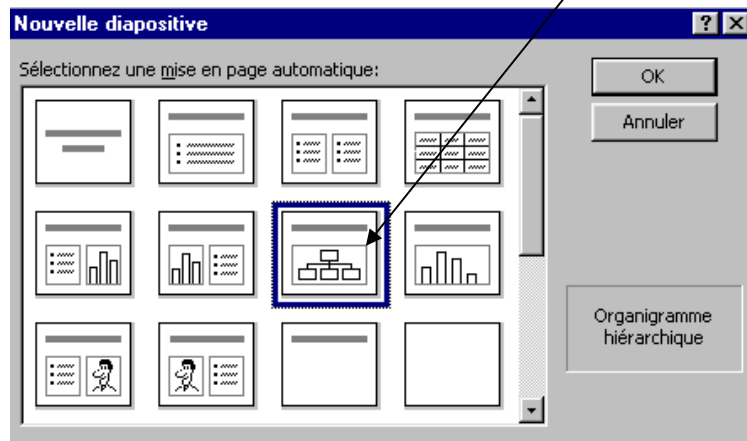 Nouvelle diapositive
Sélectionnez une mise en page automatique:
OK
Annuler
Organigramme
hiérarchique